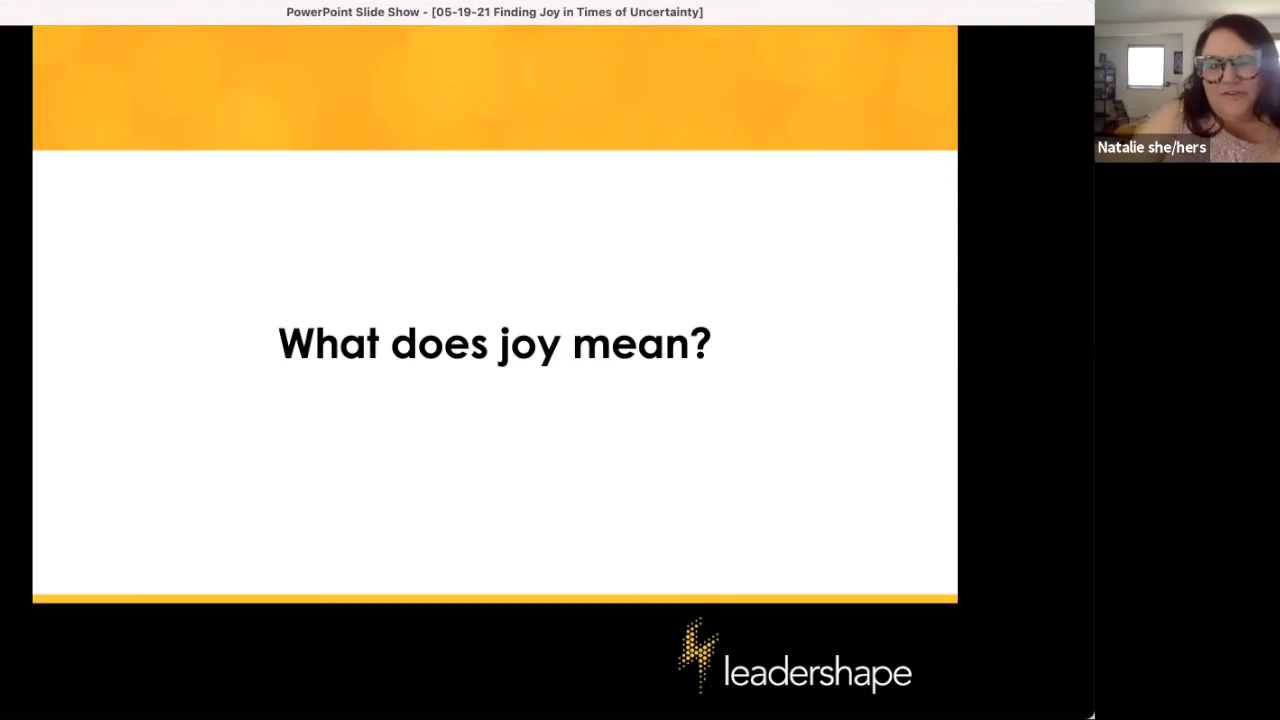 PowerPoint Slide Show - [05-19-21 Finding Joy in Times of Uncertainty]
Natalie she/hers
What does joy mean?
leadershape